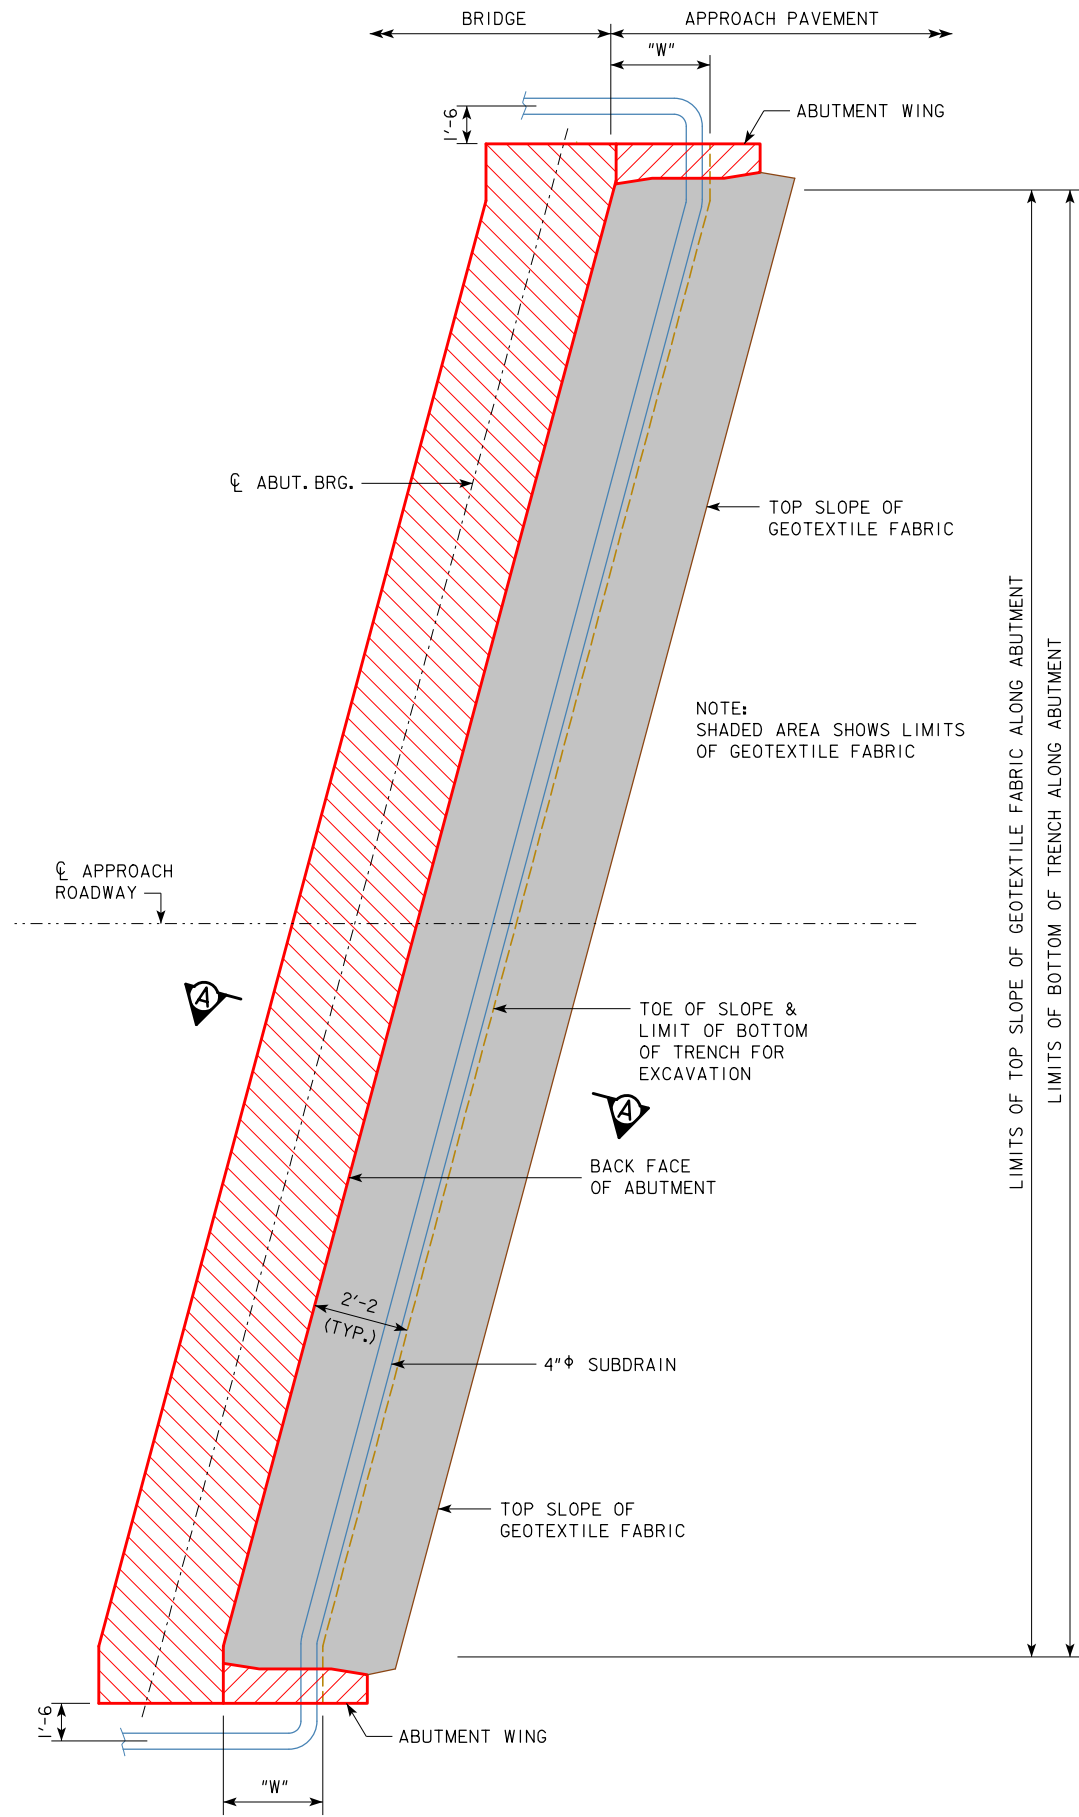 BRIDGE
APPROACH PAVEMENT
"W"
1'-6
ABUTMENT WING
℄ ABUT. BRG.
TOP SLOPE OF
GEOTEXTILE FABRIC
NOTE:
SHADED AREA SHOWS LIMITS
OF GEOTEXTILE FABRIC
LIMITS OF TOP SLOPE OF GEOTEXTILE FABRIC ALONG ABUTMENT
LIMITS OF BOTTOM OF TRENCH ALONG ABUTMENT
℄ APPROACH
ROADWAY
A
TOE OF SLOPE &
LIMIT OF BOTTOM
OF TRENCH FOR
EXCAVATION
A
BACK FACE
OF ABUTMENT
2'-2
(TYP.)
4"ϕ SUBDRAIN
TOP SLOPE OF
GEOTEXTILE FABRIC
1'-6
ABUTMENT WING
"W"